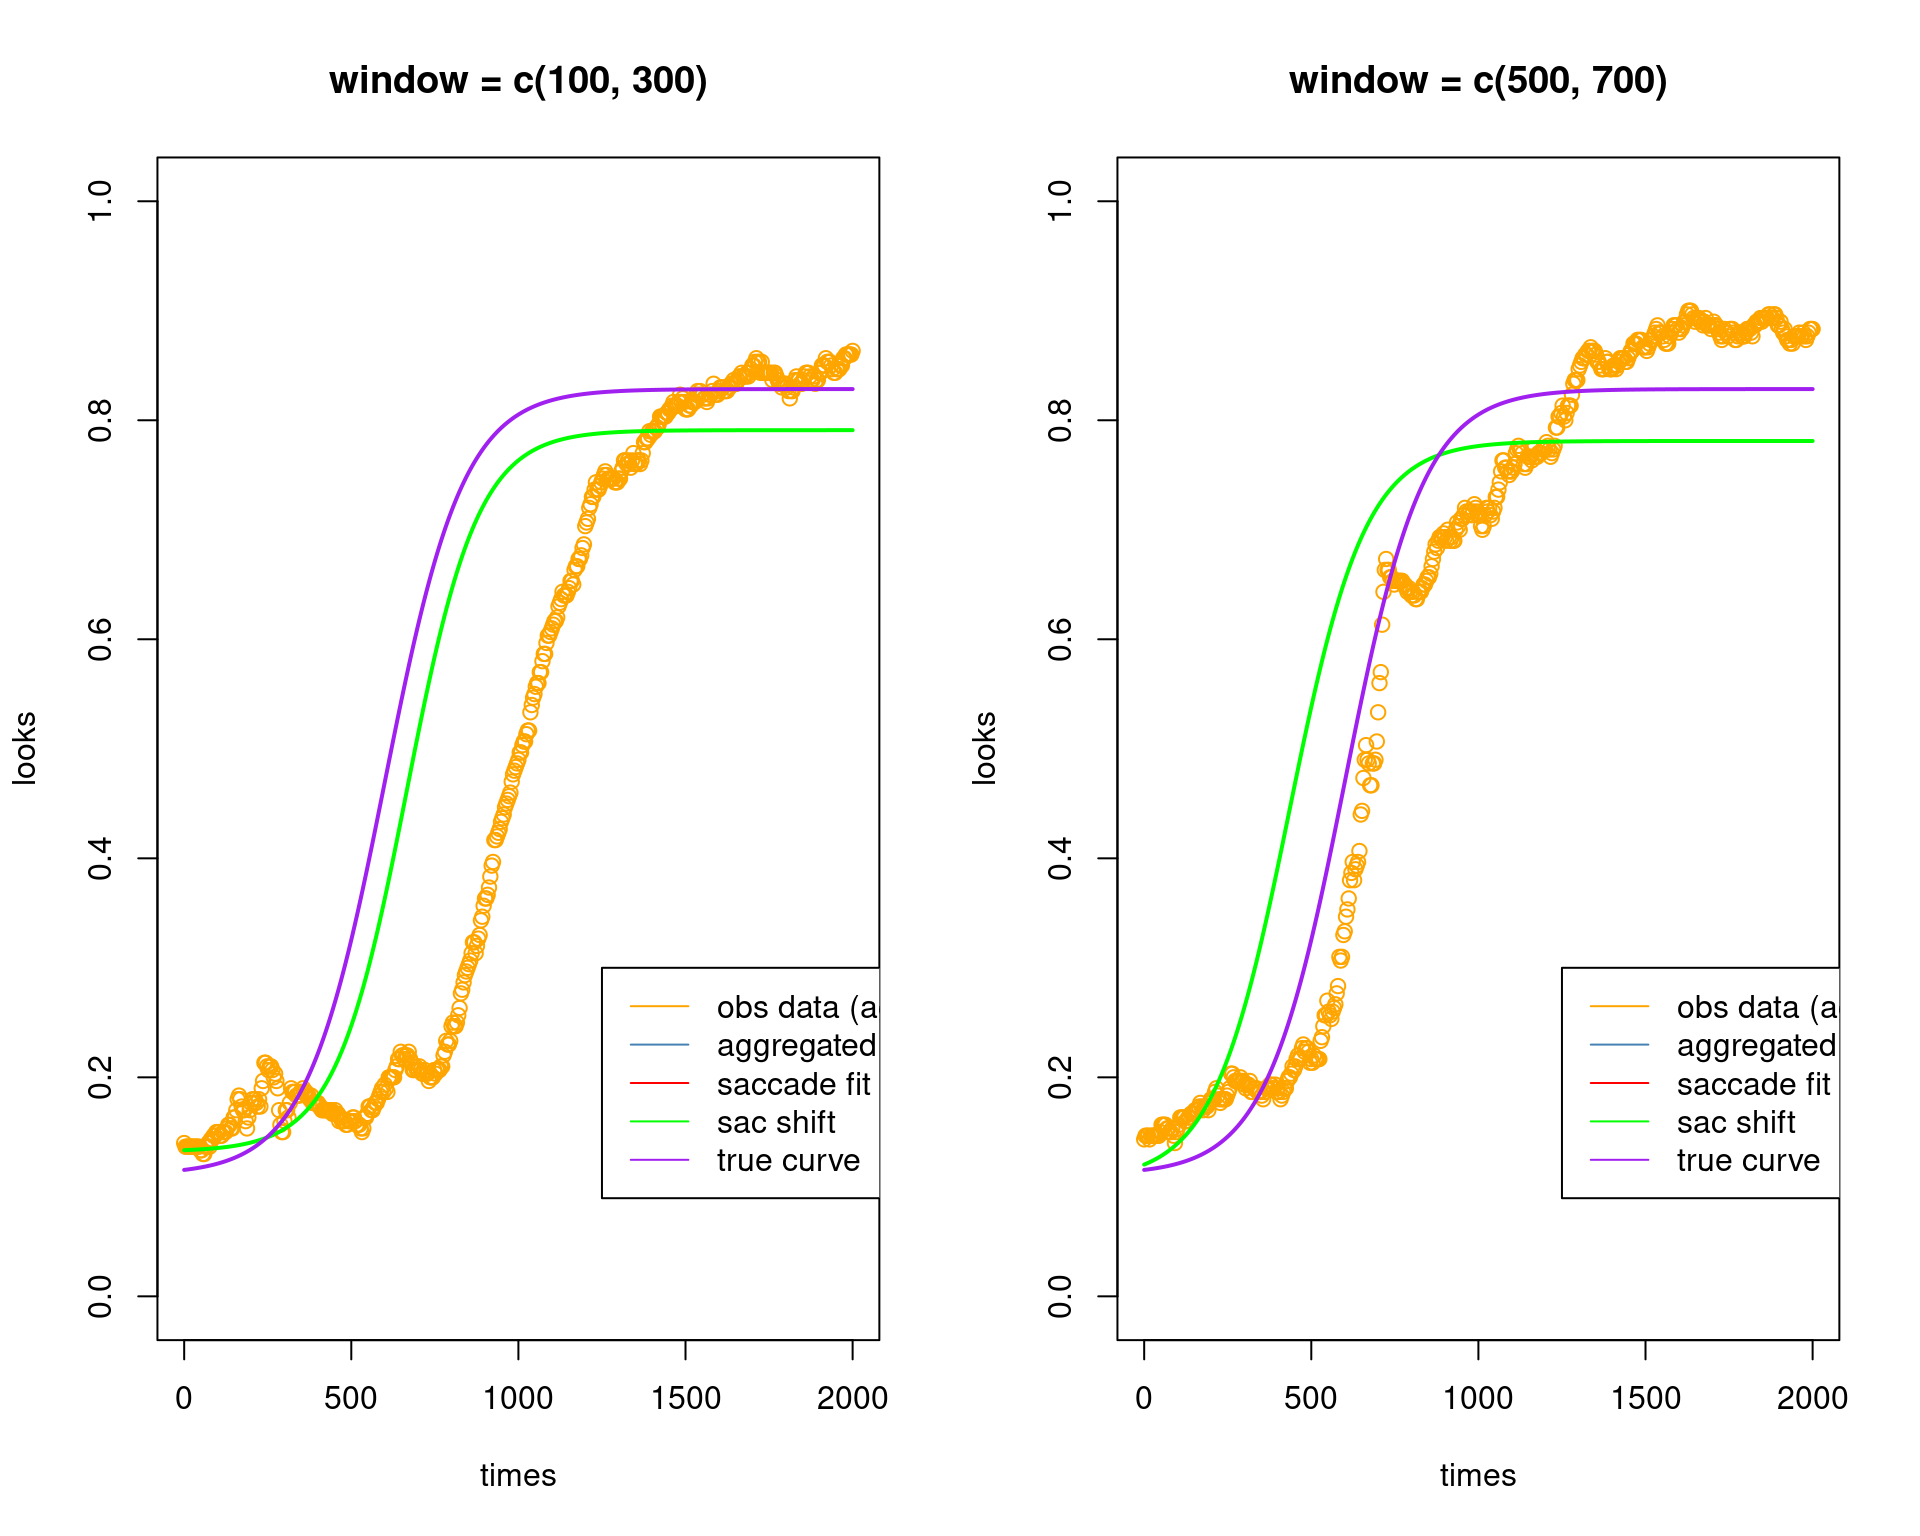 window = c(100, 300)
looks
1.0
0.8
0.6
0.4
0.2
0.0
obs data (a
aggregated
saccade fit
sac shift
true curve
0 500 1000 1500 2000
times
window = c(500, 700)
looks
1.0
0.8
0.6
0.4
0.2
0.0
obs data (a
aggregated
saccade fit
sac shift
true curve
0 500 1000 1500 2000
times